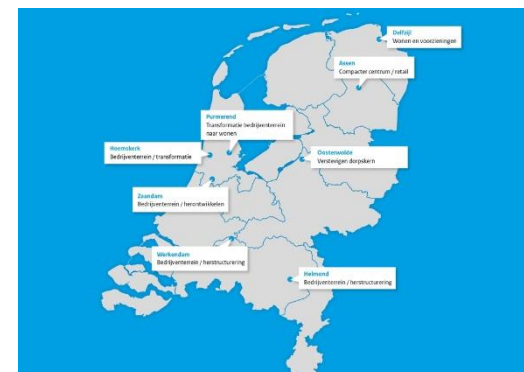 Delfzijl
Wonen en voorzieningen
Assen
Compacter centrum / retail
Purmerend
Transformatie bedrijventerrein
naar wonen
Heemskerk
Bedrijventerrein / transformatie
Oosterwolde
Verstevigen dorpskern
Zaandam
Bedrijventerrein / herontwikkelen
Werkendam
Bedrijventerrein / herstructurering
Helmond
Bedrijventerrein / herstructurering